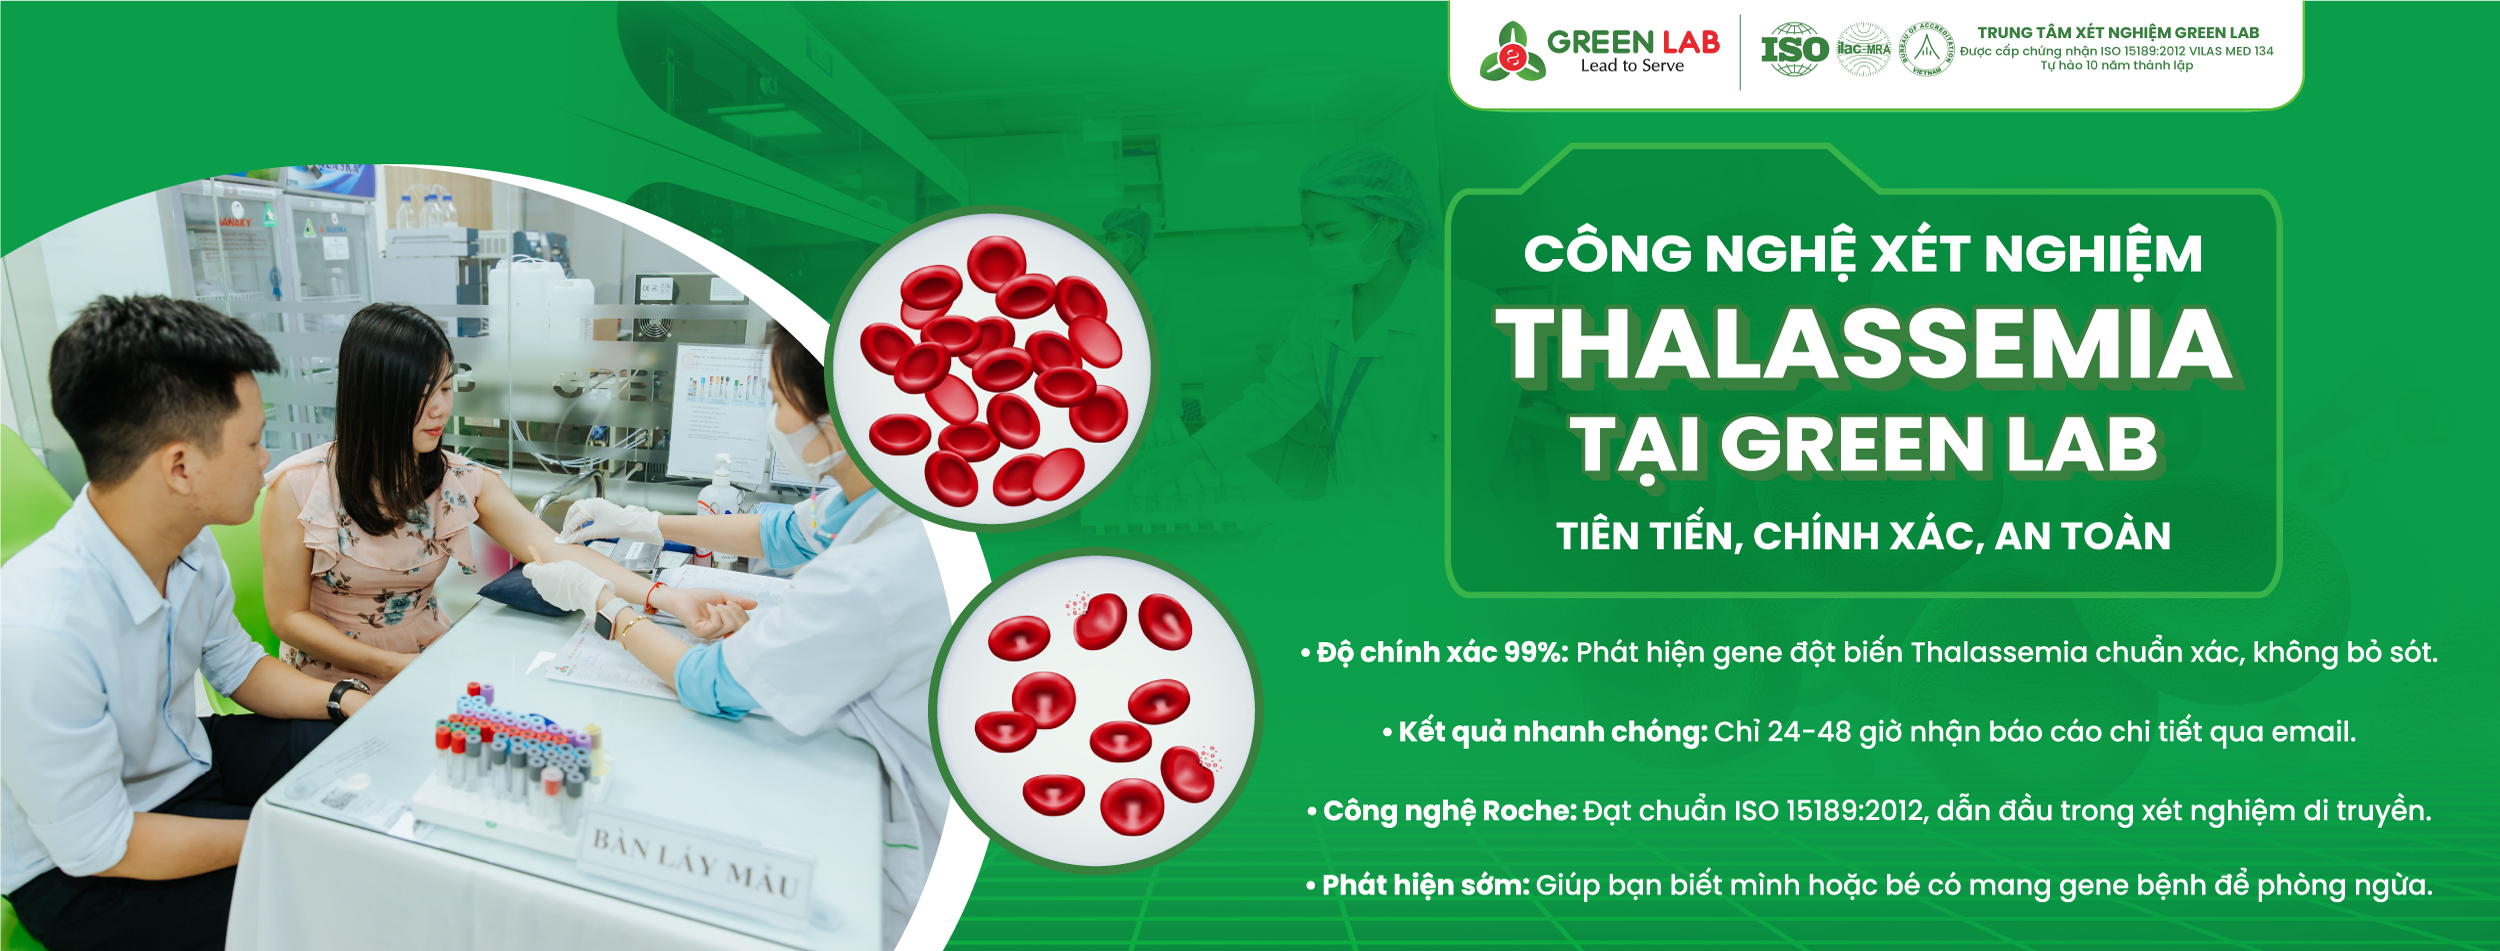 GREEN LAB
Lead to Serve
ISO
ilac-MRA
BUREAU OF ACCREDITATION
VIETNAM
TRUNG TÂM XÉT NGHIỆM GREEN LAB
Được cấp chứng nhận ISO 15189:2012 VILAS MED 134
Tự hào 10 năm thành lập
CÔNG NGHỆ XÉT NGHIỆM
THALASSEMIA
TẠI GREEN LAB
TIÊN TIẾN, CHÍNH XÁC, AN TOÀN
• Độ chính xác 99%: Phát hiện gene đột biến Thalassemia chuẩn xác, không bỏ sót.
• Kết quả nhanh chóng: Chỉ 24-48 giờ nhận báo cáo chi tiết qua email.
• Công nghệ Roche: Đạt chuẩn ISO 15189:2012, dẫn đầu trong xét nghiệm di truyền.
• Phát hiện sớm: Giúp bạn biết mình hoặc bé có mang gene bệnh để phòng ngừa.
BÀN LẤY MẪU